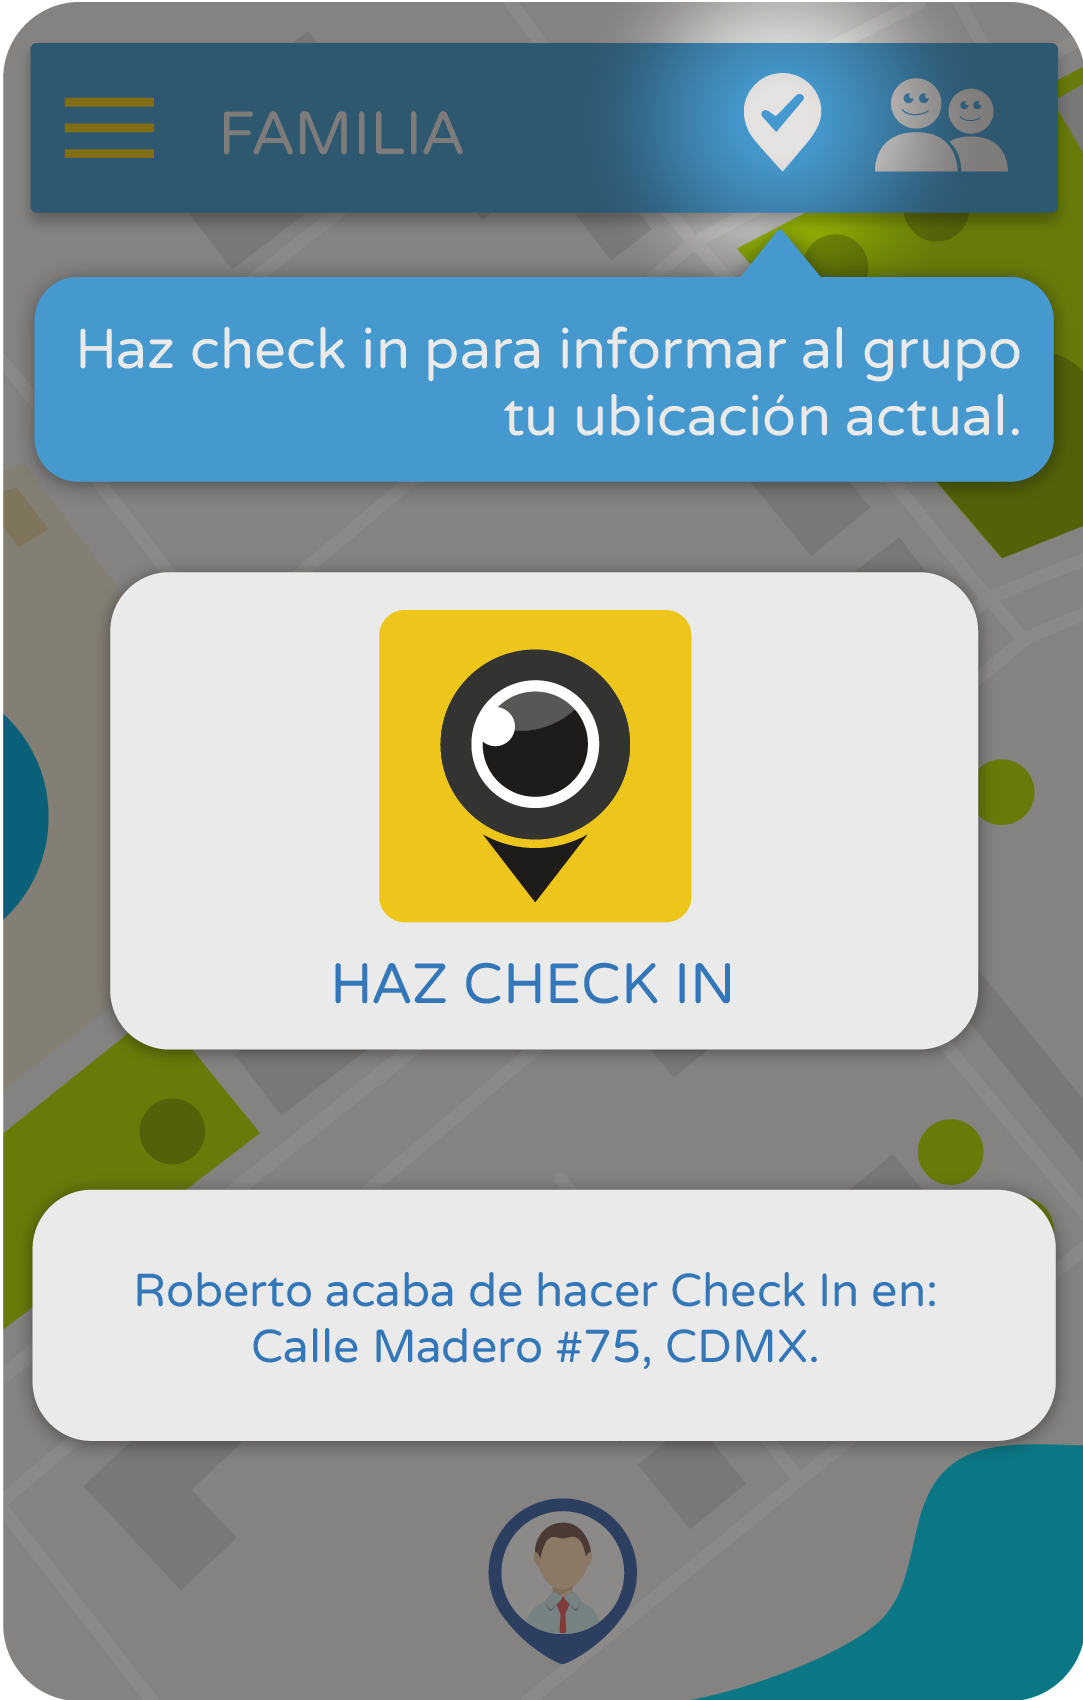 FAMILIA
Haz check in para informar al grupo
tu ubicación actual.
HAZ CHECK IN
Roberto acaba de hacer Check In en:
Calle Madero #75, CDMX.